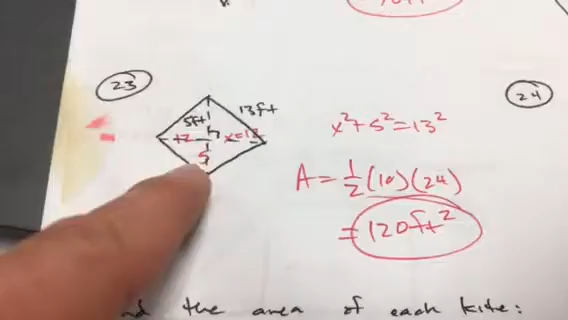 23
24
5ft
13ft
12
x=12
5
x²+5²=13²
A=½(10)(24)
=120ft²
the area of each kite: